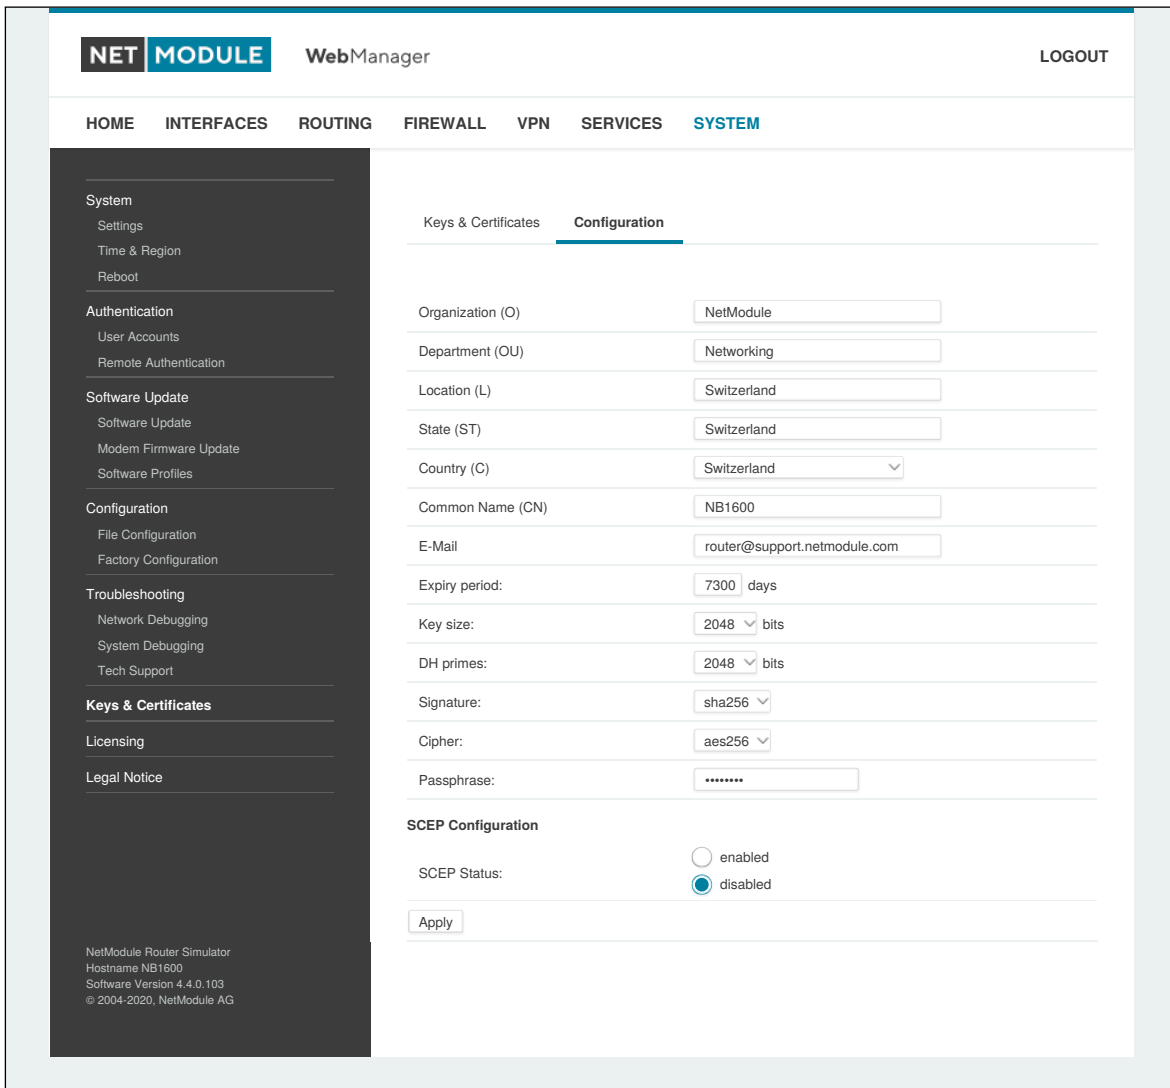 NET MODULE WebManager LOGOUT
HOME INTERFACES ROUTING FIREWALL VPN SERVICES SYSTEM
System
Settings
Time & Region
Reboot
Authentication
User Accounts
Remote Authentication
Software Update
Software Update
Modem Firmware Update
Software Profiles
Configuration
File Configuration
Factory Configuration
Troubleshooting
Network Debugging
System Debugging
Tech Support
Keys & Certificates
Licensing
Legal Notice
NetModule Router Simulator
Hostname NB1600
Software Version 4.4.0.103
© 2004-2020, NetModule AG
Keys & Certificates Configuration
Organization (O) NetModule
Department (OU) Networking
Location (L) Switzerland
State (ST) Switzerland
Country (C) Switzerland
Common Name (CN) NB1600
E-Mail router@support.netmodule.com
Expiry period: 7300 days
Key size: 2048 bits
DH primes: 2048 bits
Signature: sha256
Cipher: aes256
Passphrase: ••••••••
SCEP Configuration
SCEP Status: enabled
disabled
Apply